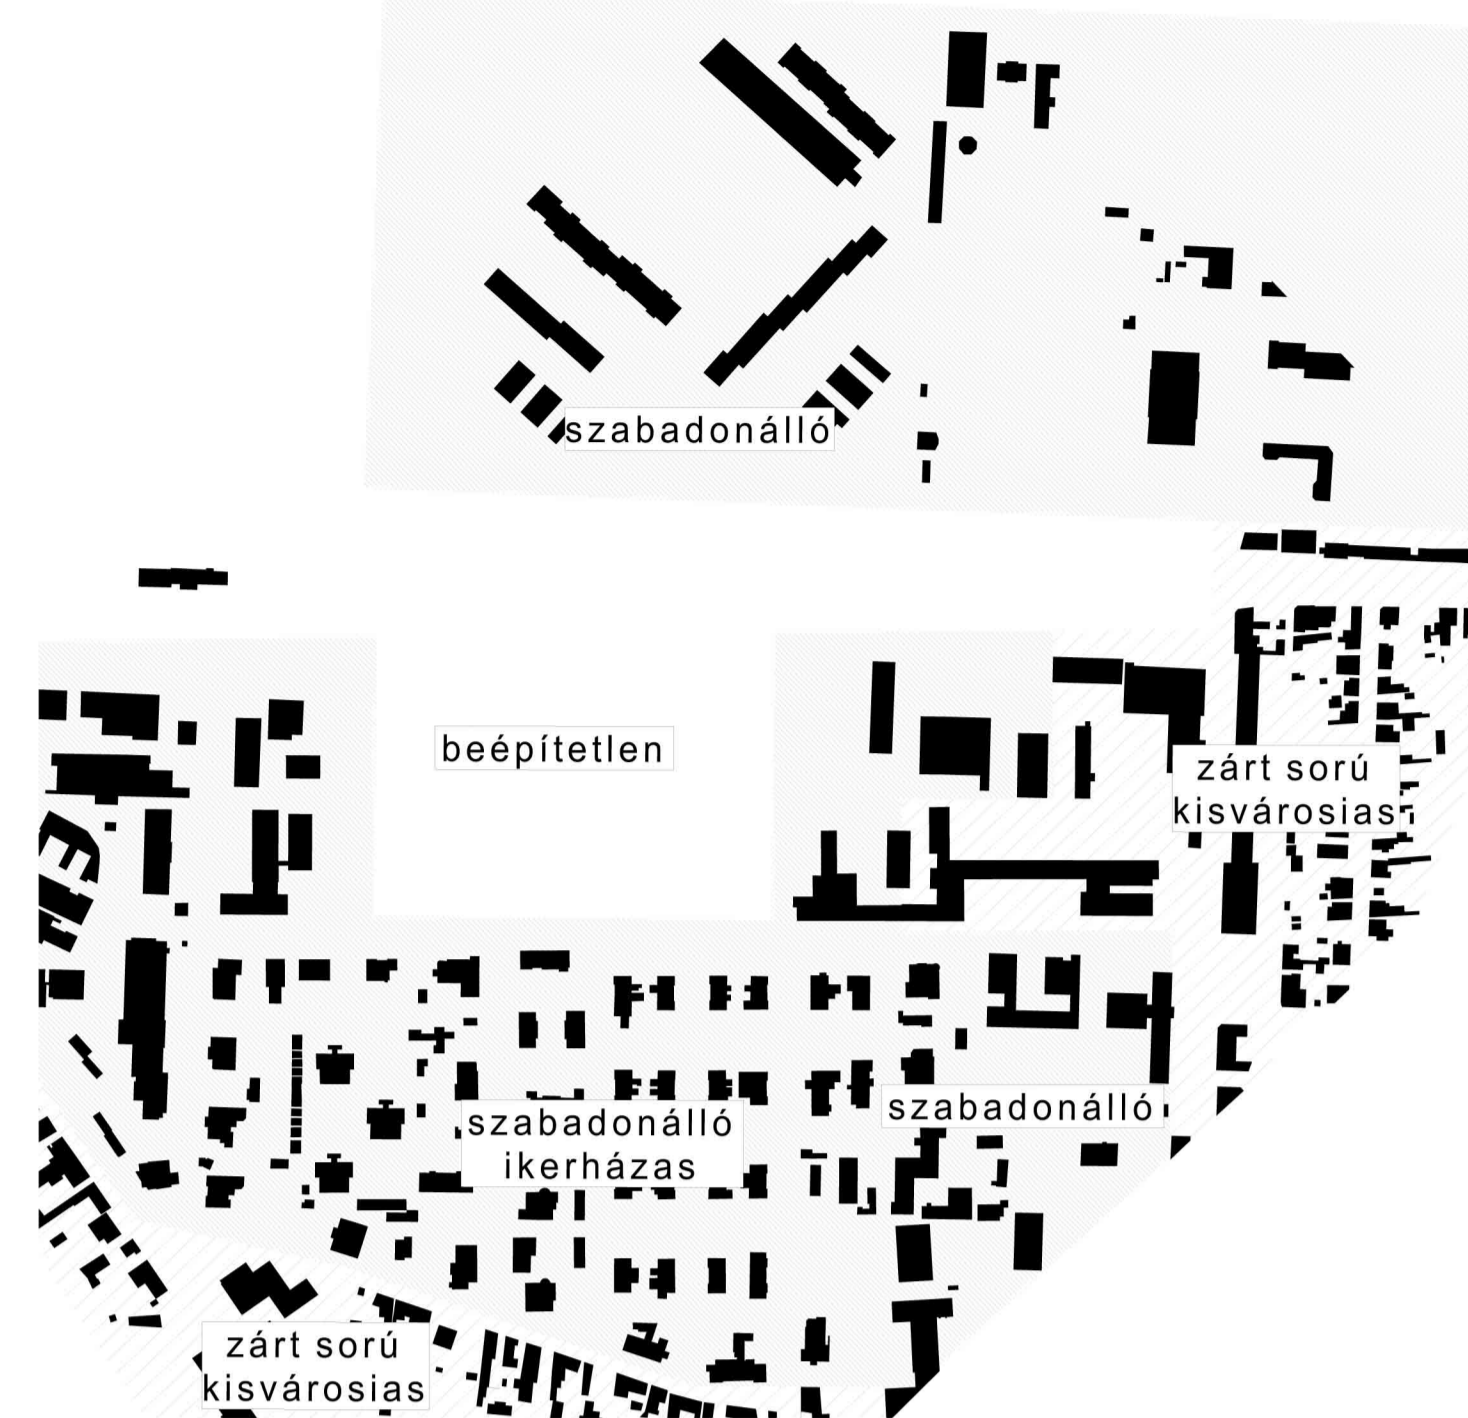 szabadonálló
beépítetlen
zárt sorú
kisvárosias
szabadonálló
ikerházas
szabadonálló
zárt sorú
kisvárosias